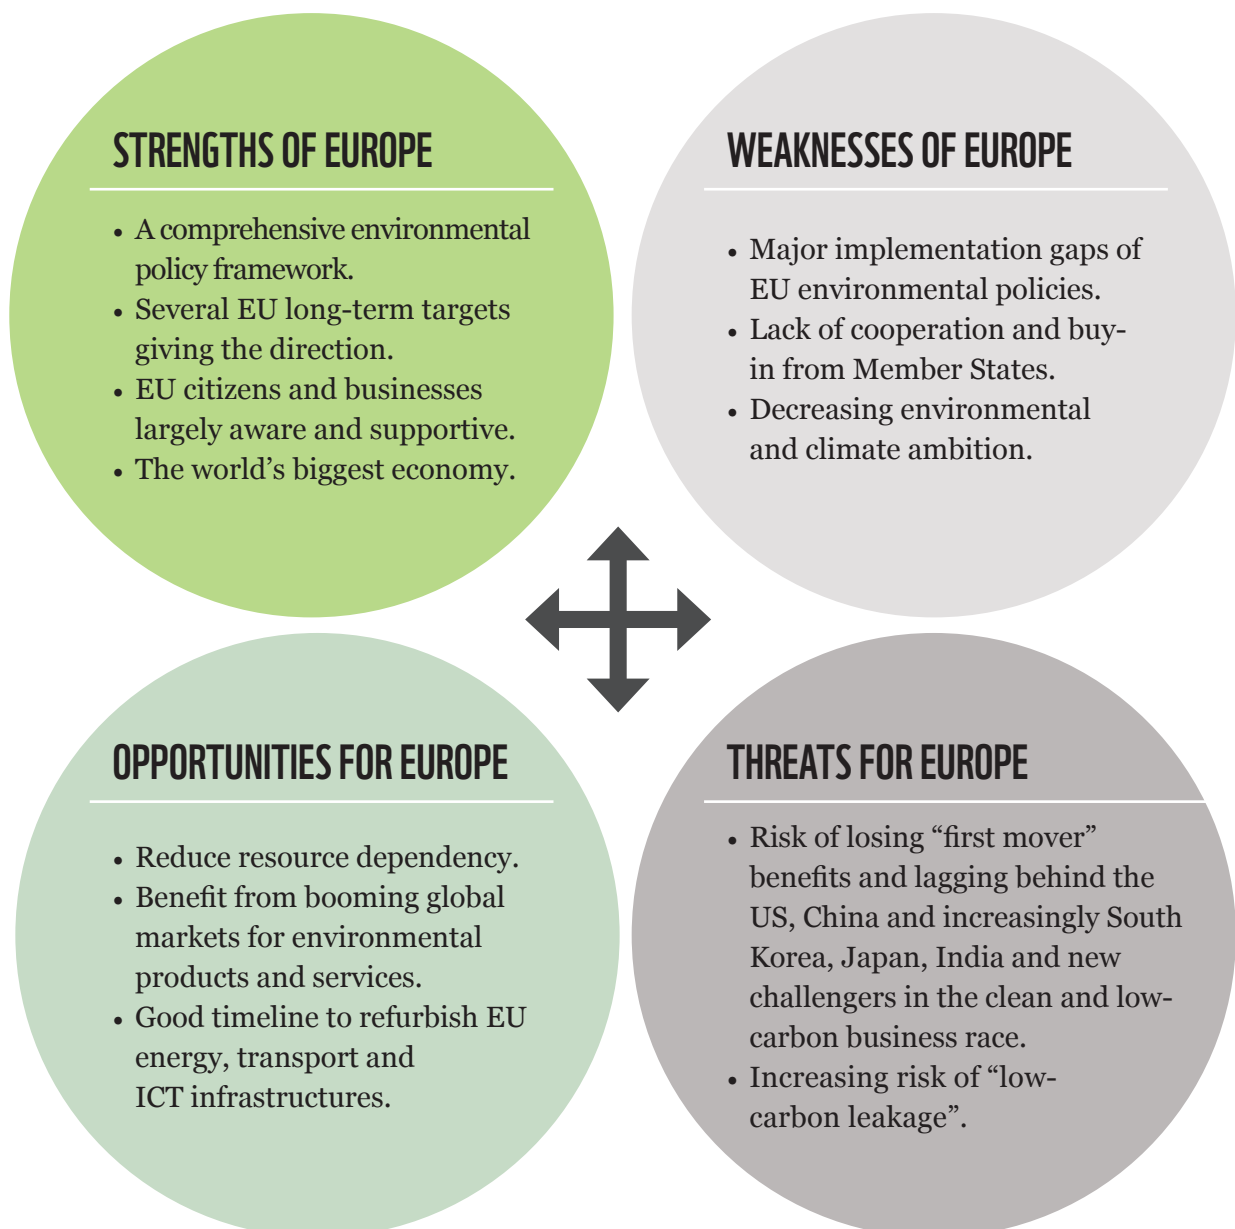 STRENGTHS OF EUROPE
• A comprehensive environmental
policy framework.
• Several EU long-term targets
giving the direction.
• EU citizens and businesses
largely aware and supportive.
• The world’s biggest economy.
WEAKNESSES OF EUROPE
• Major implementation gaps of
EU environmental policies.
• Lack of cooperation and buy-
in from Member States.
• Decreasing environmental
and climate ambition.
OPPORTUNITIES FOR EUROPE
• Reduce resource dependency.
• Benefit from booming global
markets for environmental
products and services.
• Good timeline to refurbish EU
energy, transport and
ICT infrastructures.
THREATS FOR EUROPE
• Risk of losing “first mover”
benefits and lagging behind the
US, China and increasingly South
Korea, Japan, India and new
challengers in the clean and low-
carbon business race.
• Increasing risk of “low-
carbon leakage”.